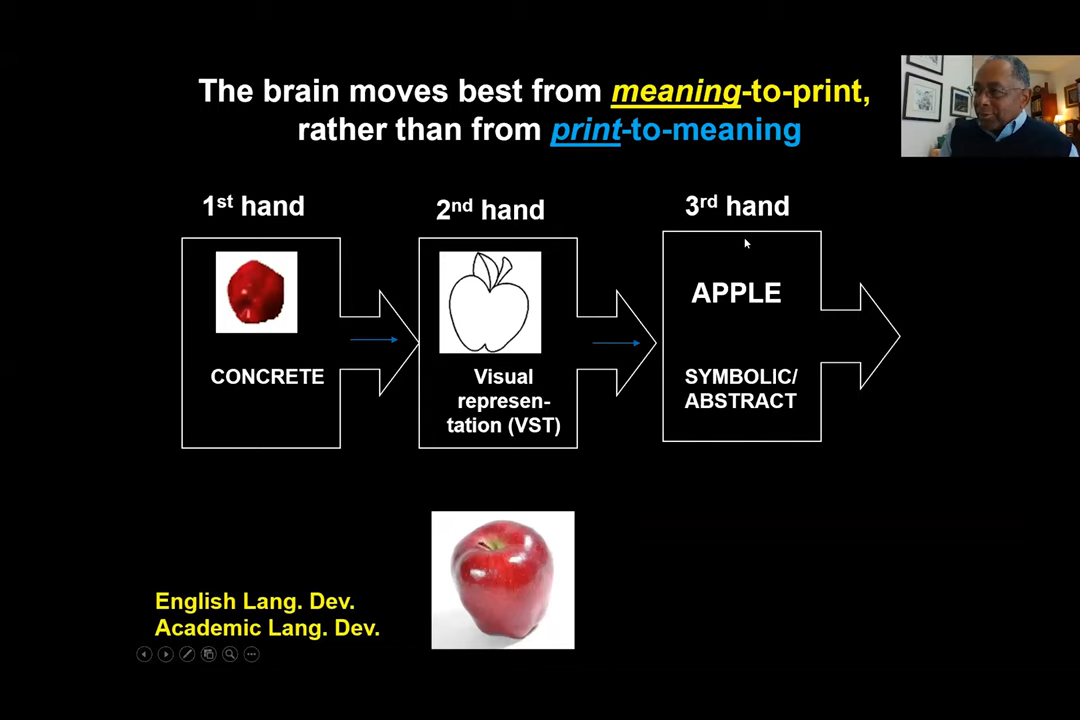 The brain moves best from meaning-to-print,
rather than from print-to-meaning
1st hand
2nd hand
3rd hand
CONCRETE
Visual
represen-
tation (VST)
APPLE
SYMBOLIC/
ABSTRACT
English Lang. Dev.
Academic Lang. Dev.